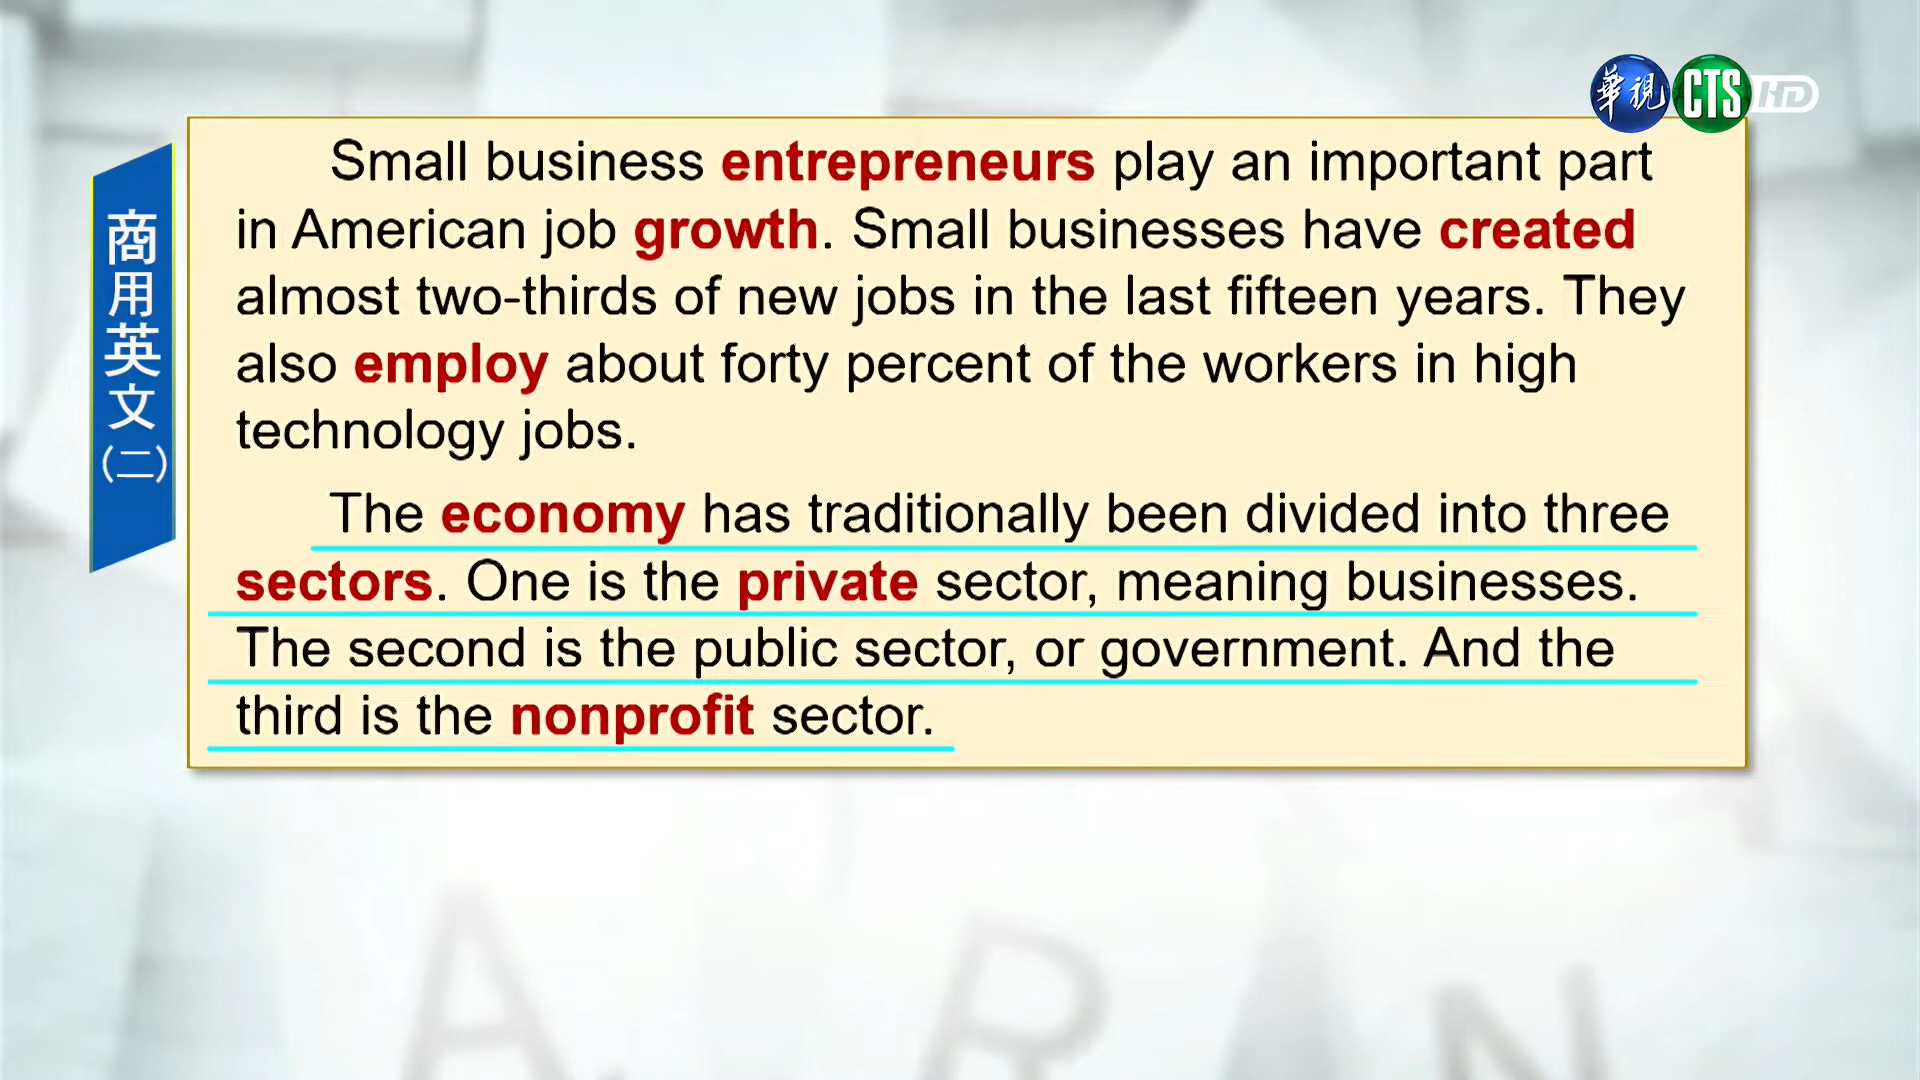 華視 CTS HD
商用英文(二)
Small business entrepreneurs play an important part
in American job growth. Small businesses have created
almost two-thirds of new jobs in the last fifteen years. They
also employ about forty percent of the workers in high
technology jobs.
The economy has traditionally been divided into three
sectors. One is the private sector, meaning businesses.
The second is the public sector, or government. And the
third is the nonprofit sector.
A R N